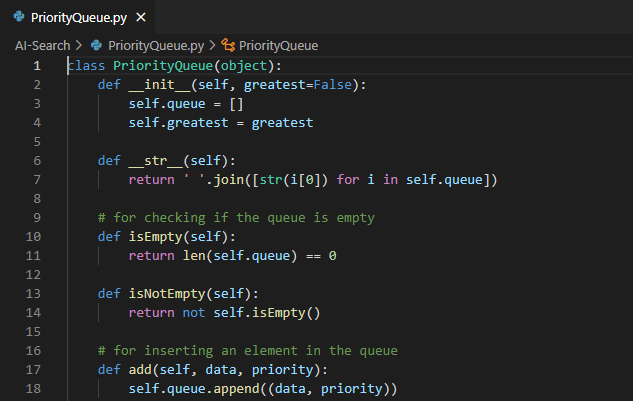 PriorityQueue.py ×
AI-Search > PriorityQueue.py > PriorityQueue
1 class PriorityQueue(object):
2     def __init__(self, greatest=False):
3         self.queue = []
4         self.greatest = greatest
5
6     def __str__(self):
7         return ' '.join([str(i[0]) for i in self.queue])
8
9     # for checking if the queue is empty
10     def isEmpty(self):
11         return len(self.queue) == 0
12
13     def isNotEmpty(self):
14         return not self.isEmpty()
15
16     # for inserting an element in the queue
17     def add(self, data, priority):
18         self.queue.append((data, priority))